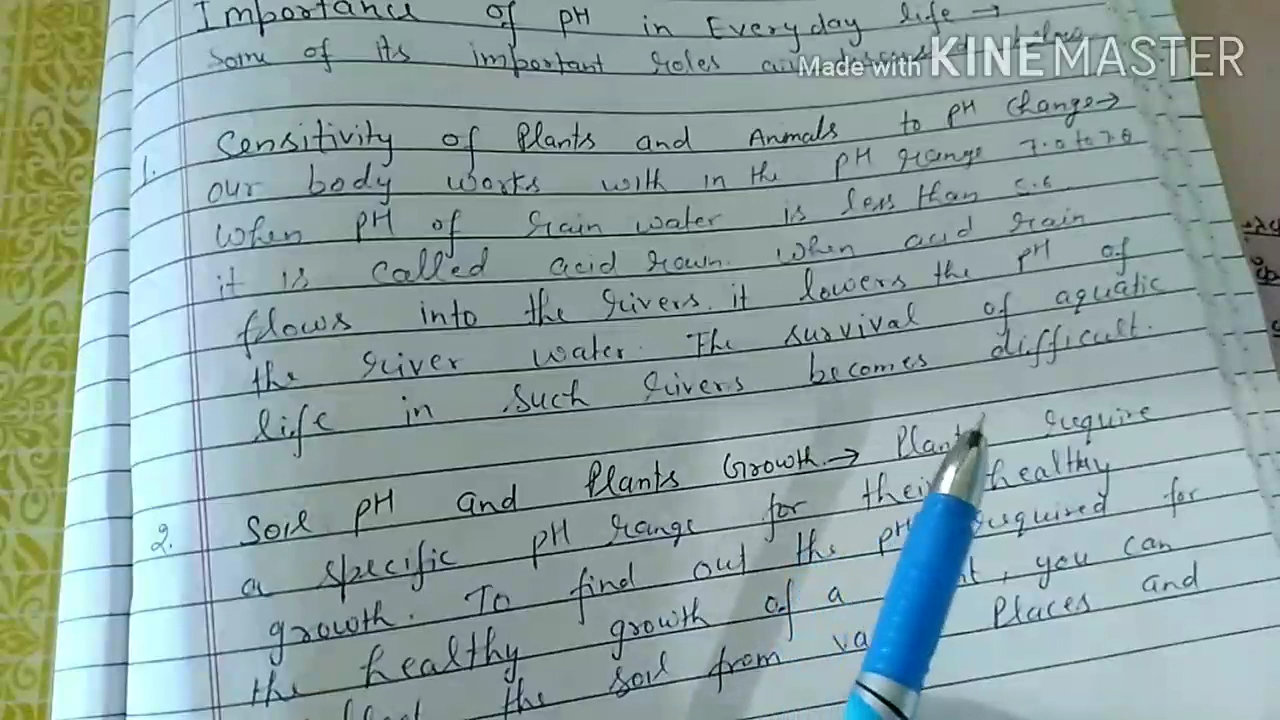 Importance of pH in Everyday life →
Some of its important roles
Made with KINEMASTER
Sensitivity of Plants and Animals to pH Change →
1. our body works with in the pH range 7.0 to 7.8
When pH of rain water is less than 5.6
it is called acid rain. When acid rain
flows into the rivers. it lowers the pH of
the river water. The survival of aquatic
life in such rivers becomes difficult.
2. Soil pH and Plants Growth. → Plants require
a specific pH range for their healthy
growth. To find out the pH required for
the healthy growth of a you can
the soil from Places and